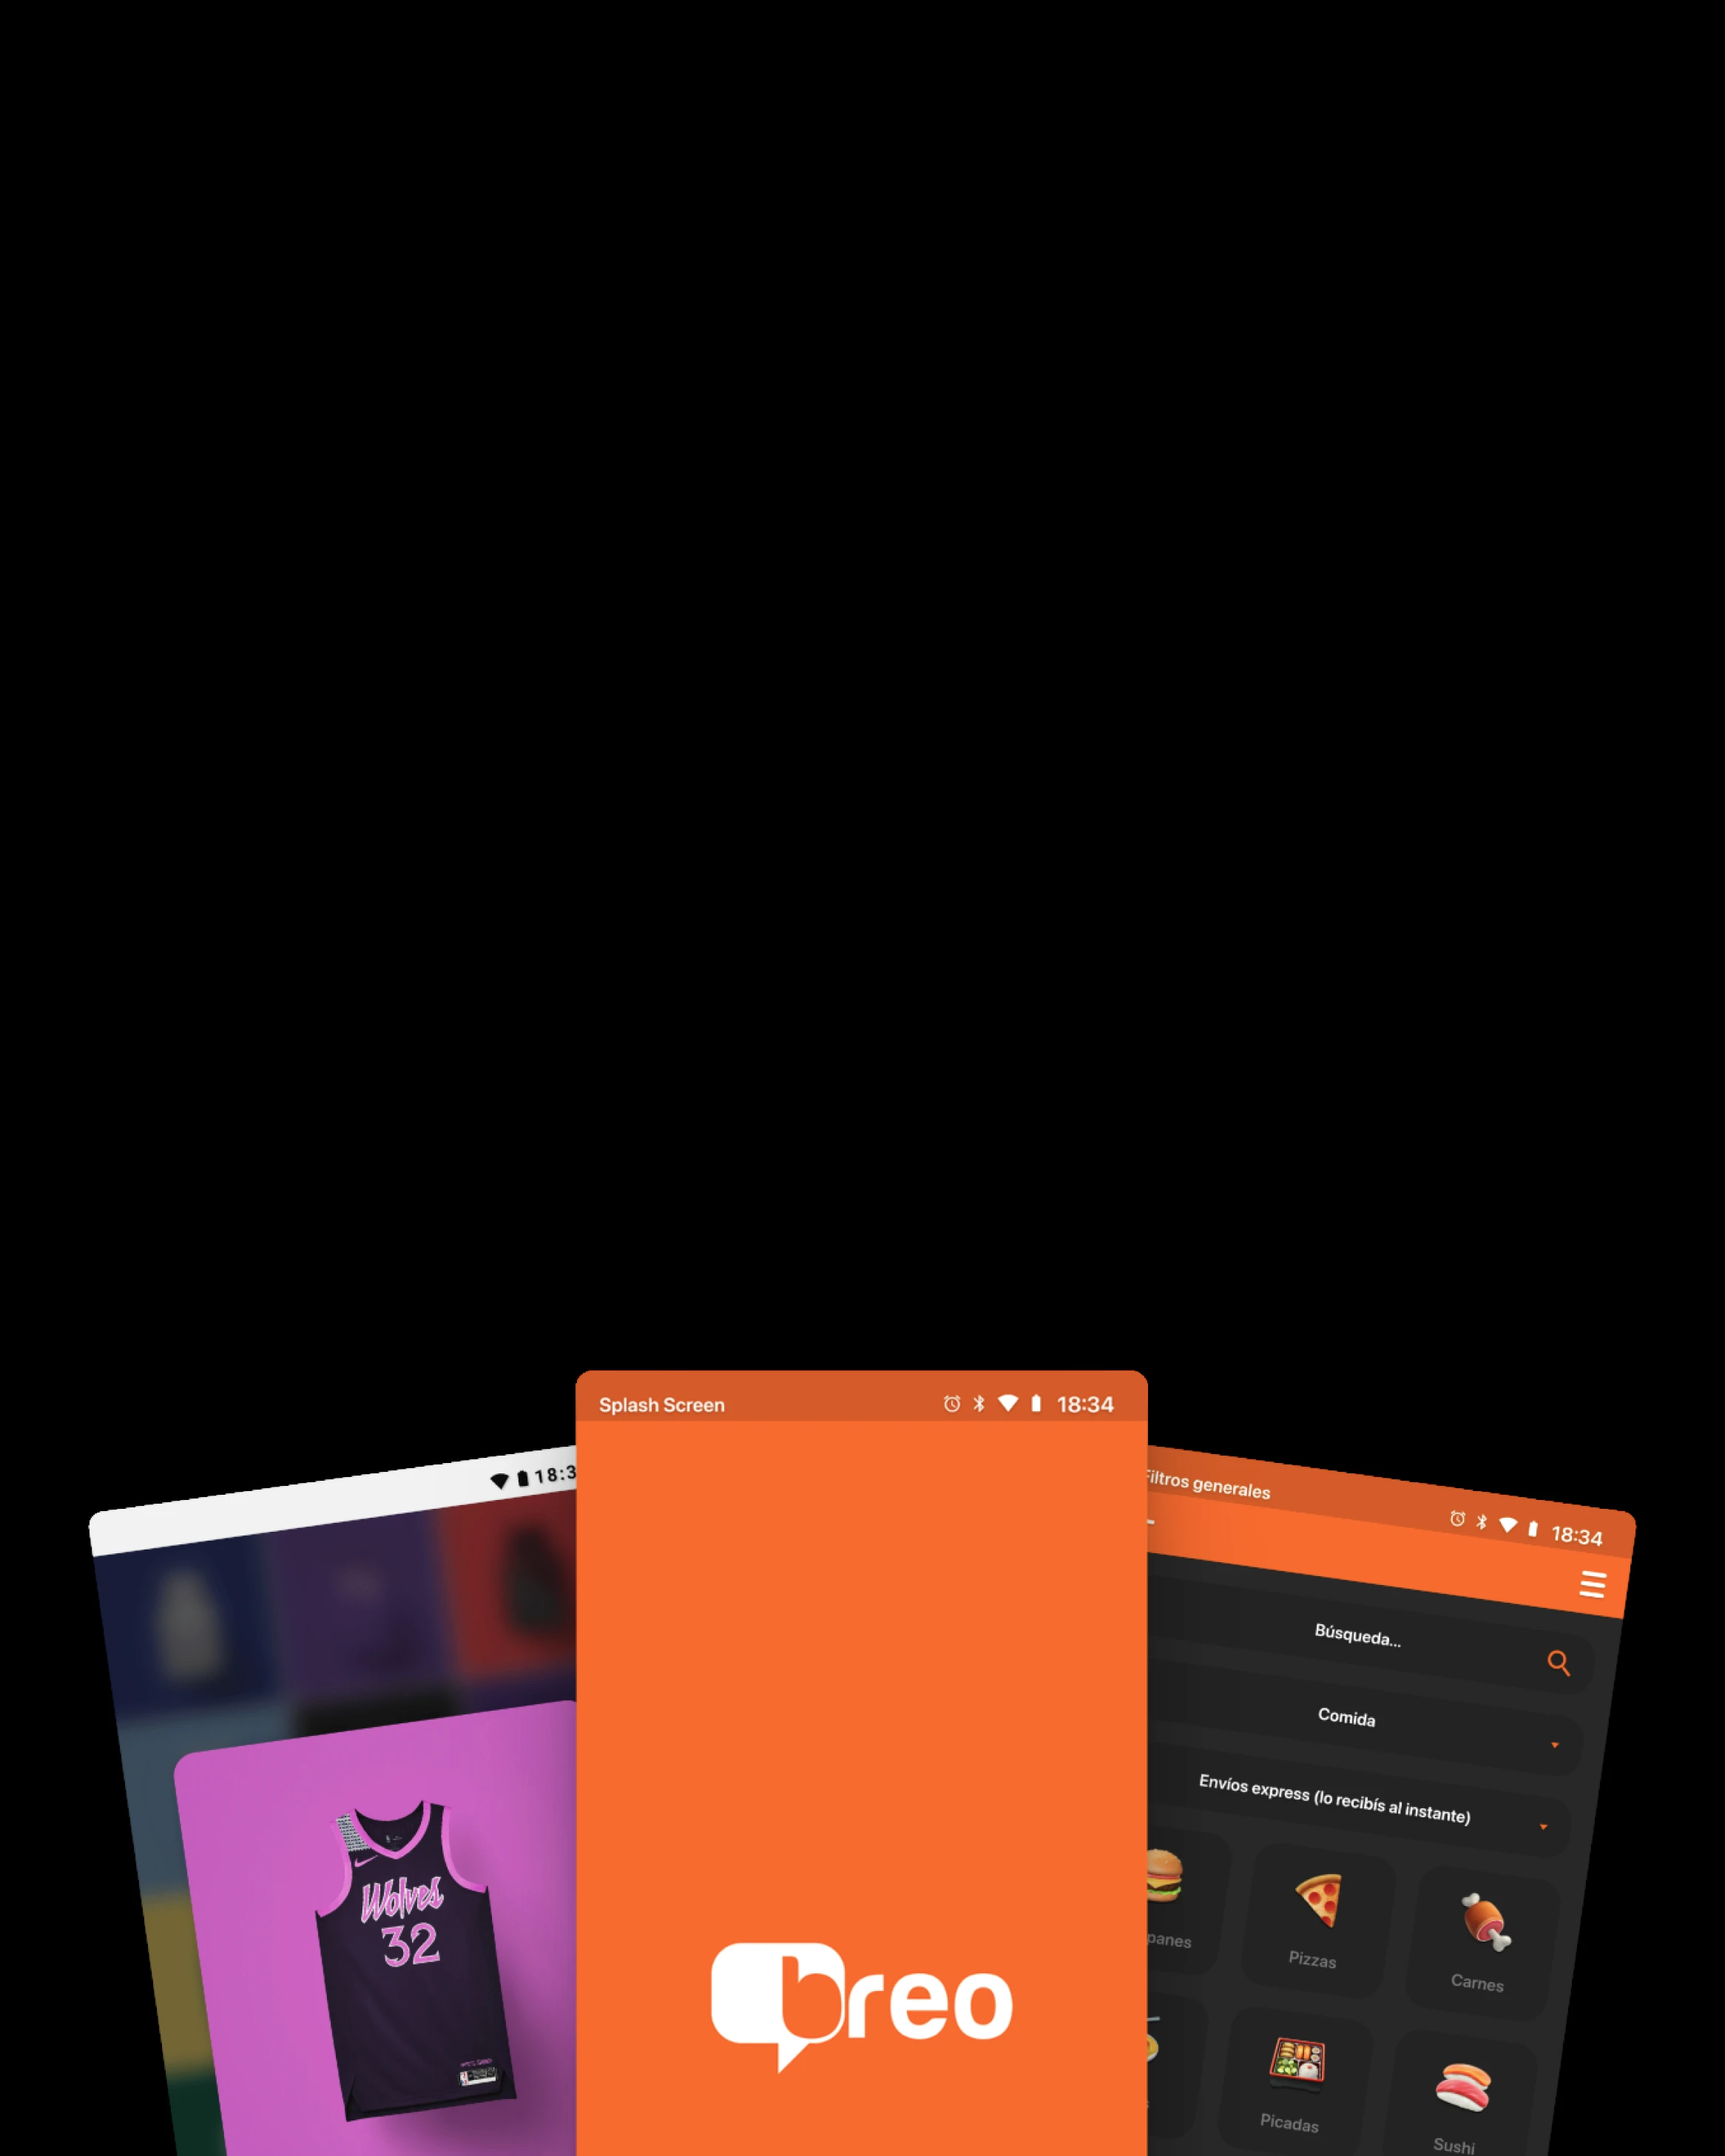 Splash Screen
18:34
18:3
Wolves
32
breo
Filtros generales
18:34
Búsqueda...
Comida
Envíos express (lo recibís al instante)
panes
Pizzas
Carnes
Picadas
Sushi